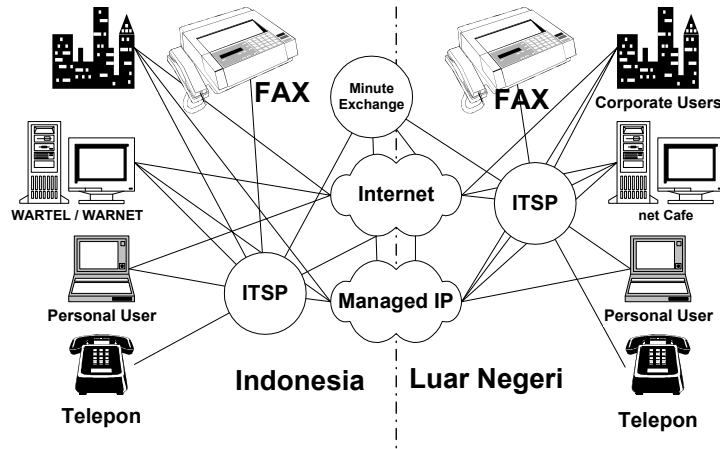 FAX
Minute
Exchange
FAX
Corporate Users
Internet
ITSP
WARTEL / WARNET
net Cafe
ITSP
Managed IP
Personal User
Personal User
Indonesia
Luar Negeri
Telepon
Telepon